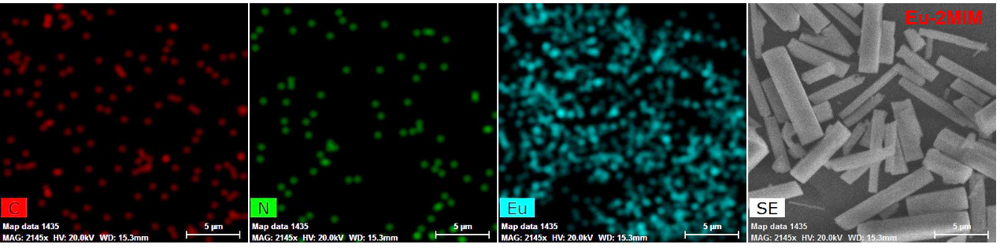 Eu-2MIM
C
N
Eu
SE
Map data 1435
5 µm
MAG: 2145x HV: 20.0kV WD: 15.3mm
Map data 1435
5 µm
MAG: 2145x HV: 20.0kV WD: 15.3mm
Map data 1435
5 µm
MAG: 2145x HV: 20.0kV WD: 15.3mm
Map data 1435
5 µm
MAG: 2145x HV: 20.0kV WD: 15.3mm